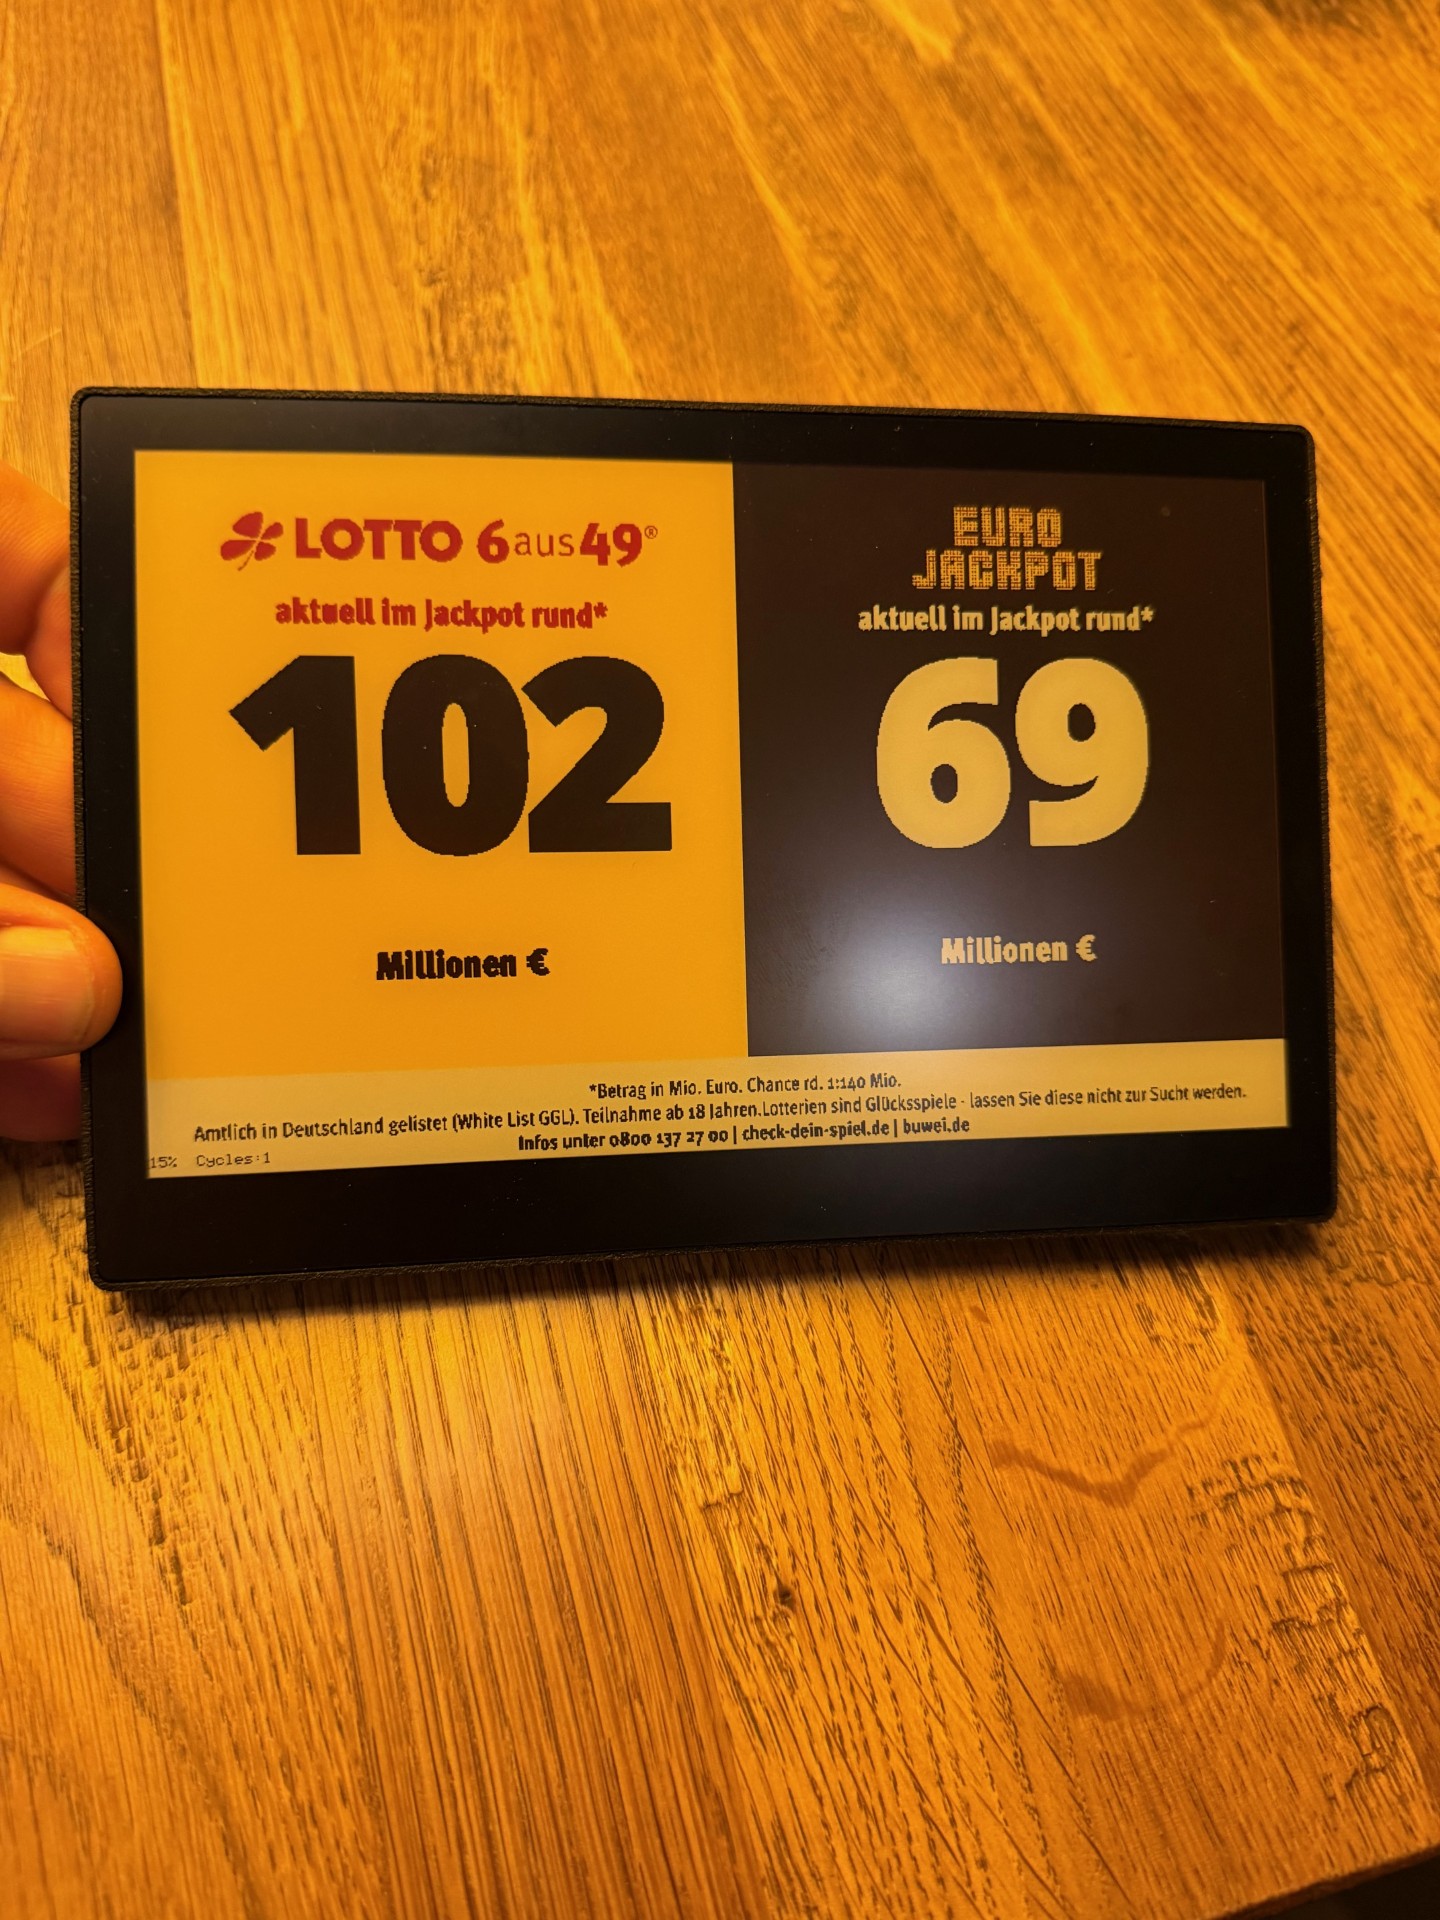 LOTTO 6aus49®
aktuell im Jackpot rund*
102
Millionen €
EURO
JACKPOT
aktuell im Jackpot rund*
69
Millionen €
*Betrag in Mio. Euro. Chance rd. 1:140 Mio.
Amtlich in Deutschland gelistet (White List GGL). Teilnahme ab 18 Jahren.Lotterien sind Glücksspiele - lassen Sie diese nicht zur Sucht werden.
Infos unter 0800 137 27 00 | check-dein-spiel.de | buwei.de
15% Cycles:1